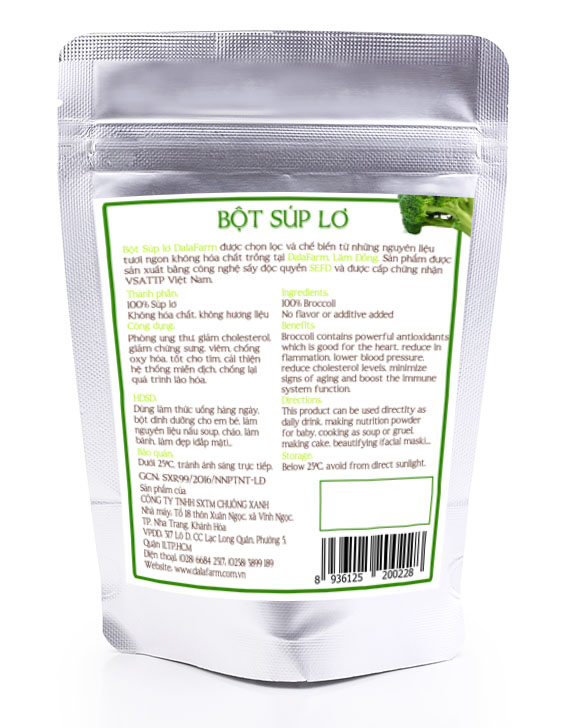 BỘT SÚP LƠ
Bột Súp lơ DalaFarm được chọn lọc và chế biến từ những nguyên liệu
tươi ngon không hóa chất trồng tại DalaFarm, Lâm Đồng. Sản phẩm được
sản xuất bằng công nghệ sấy độc quyền SEFD và được cấp chứng nhận
VSATTP Việt Nam.
Thành phần.
100% Súp lơ
Không hóa chất, không hương liệu
Công dụng.
Phòng ung thư, giảm cholesterol,
giảm chứng sưng, viêm, chống
oxy hóa, tốt cho tim, cải thiện
hệ thống miễn dịch, chống lại
quá trình lão hóa.
HDSD.
Dùng làm thức uống hàng ngày,
bột dinh dưỡng cho em bé, làm
nguyên liệu nấu soup, cháo, làm
bánh, làm đẹp (đắp mặt)...
Bảo quản.
Dưới 25ºC, tránh ánh sáng trực tiếp.
Ingredients.
100% Broccoli
No flavor or additive added
Benefits.
Broccoli contains powerful antioxidants
which is good for the heart, reduce in
flammation, lower blood pressure,
reduce cholesterol levels, minimize
signs of aging and boost the immune
system function.
Directions.
This product can be used directity as
daily drink, making nutrition powder
for baby, cooking as soup or gruel,
making cake, beautifying (facial mask)...
Storage.
Below 25ºC, avoid from direct sunlight.
GCN. SXR99/2016/NNPTNT-LĐ
Sản phẩm của
CÔNG TY TNHH SXTM CHUÔNG XANH
Nhà máy. Tổ 18 thôn Xuân Ngọc, xã Vĩnh Ngọc,
TP. Nha Trang, Khánh Hòa
VPDD. 317 Lô D, CC Lạc Long Quân, Phường 5,
Quận 11,TP.HCM
Điện thoại. (028) 6684 2517, (0258) 3899 189
Website. www.dalafarm.com.vn
8 936125 200228